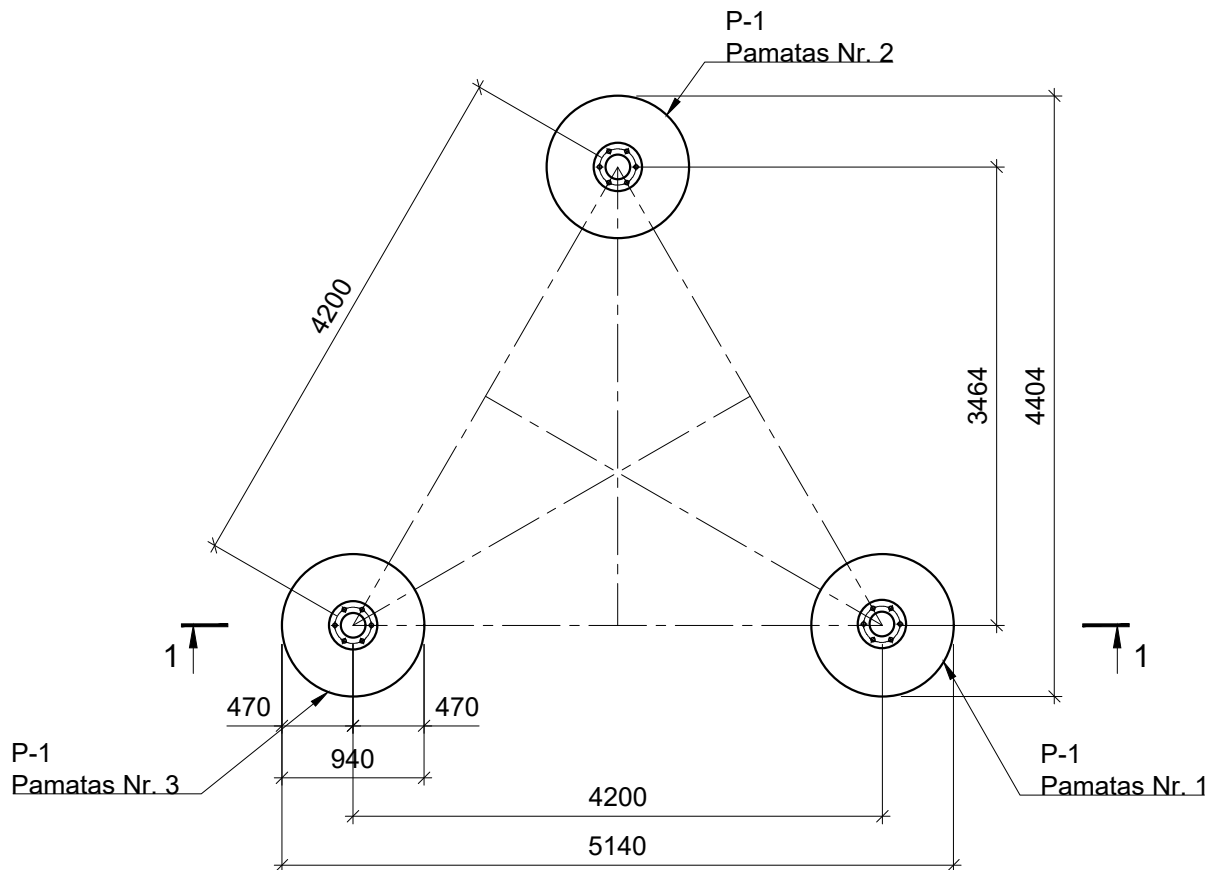 P-1
Pamatas Nr. 2
4200
3464
4404
1
1
470
470
P-1
Pamatas Nr. 3
940
P-1
Pamatas Nr. 1
4200
5140